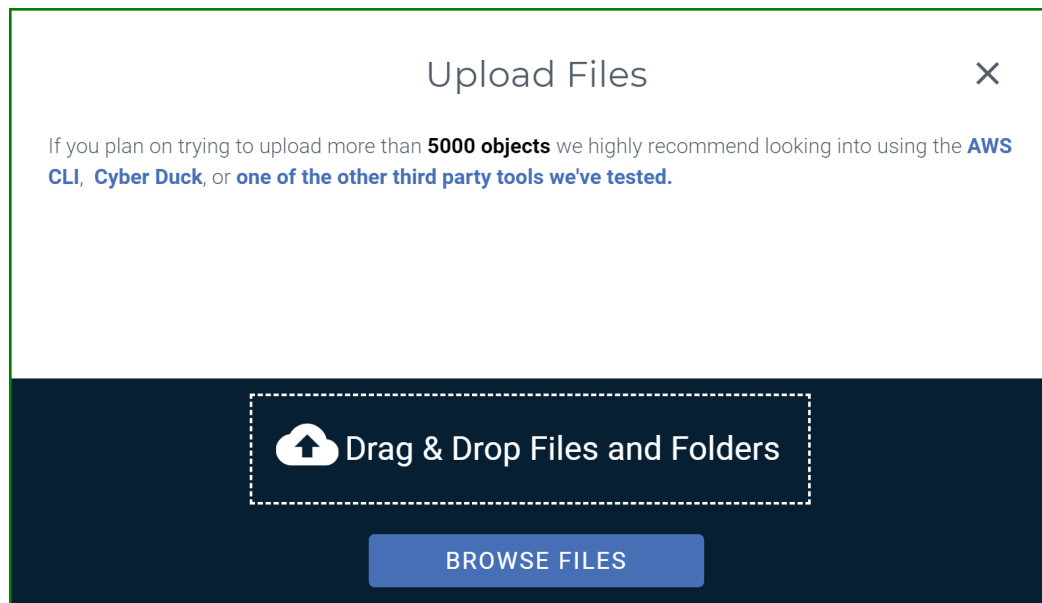 Upload Files
If you plan on trying to upload more than 5000 objects we highly recommend looking into using the AWS
CLI, Cyber Duck, or one of the other third party tools we've tested.
Drag & Drop Files and Folders
BROWSE FILES